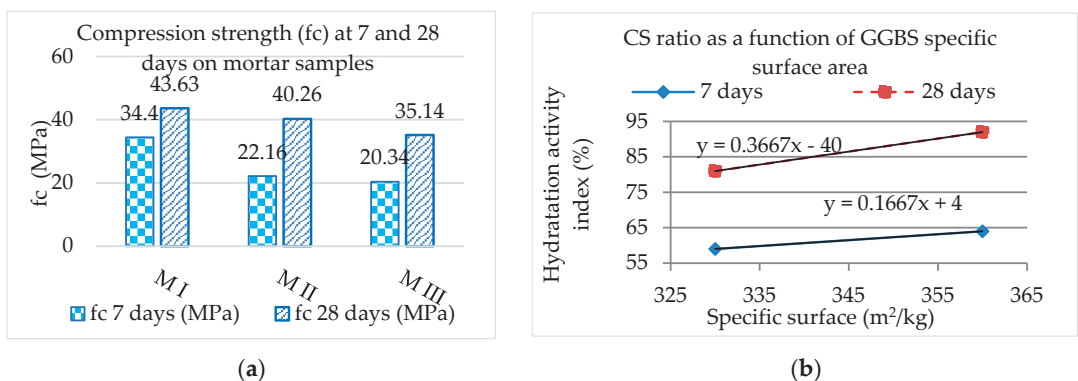 Compression strength (fc) at 7 and 28
days on mortar samples
fc (MPa)
60
40
20
0
34.4
43.63
22.16
40.26
20.34
35.14
M I
M II
M III
fc 7 days (MPa)
fc 28 days (MPa)
(a)
CS ratio as a function of GGBS specific
surface area
7 days
28 days
Hydratation activity
index (%)
95
85
75
65
55
y = 0.3667x - 40
y = 0.1667x + 4
325
335
345
355
365
Specific surface (m²/kg)
(b)